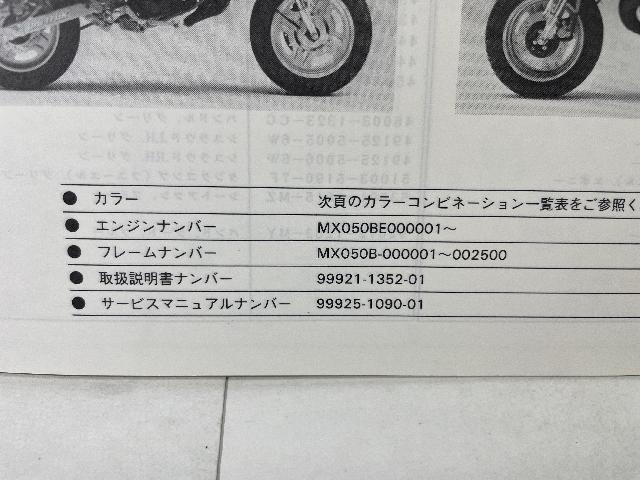 ● カラー 次頁のカラーコンビネーション一覧表をご参照く
● エンジンナンバー MX050BE000001～
● フレームナンバー MX050B-000001～002500
● 取扱説明書ナンバー 99921-1352-01
● サービスマニュアルナンバー 99925-1090-01